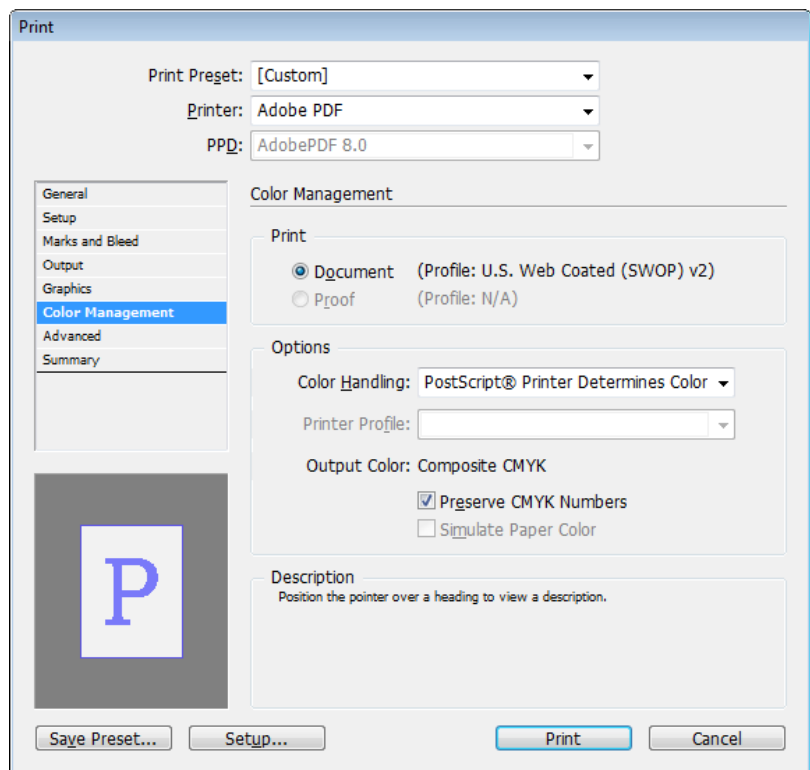 Print
Print Preset: [Custom]
Printer: Adobe PDF
PPD: AdobePDF 8.0
General
Setup
Marks and Bleed
Output
Graphics
Color Management
Advanced
Summary
Color Management
Print
Document (Profile: U.S. Web Coated (SWOP) v2)
Proof (Profile: N/A)
Options
Color Handling: PostScript® Printer Determines Color
Printer Profile:
Output Color: Composite CMYK
Preserve CMYK Numbers
Simulate Paper Color
P
Description
Position the pointer over a heading to view a description.
Save Preset... Setup... Print Cancel